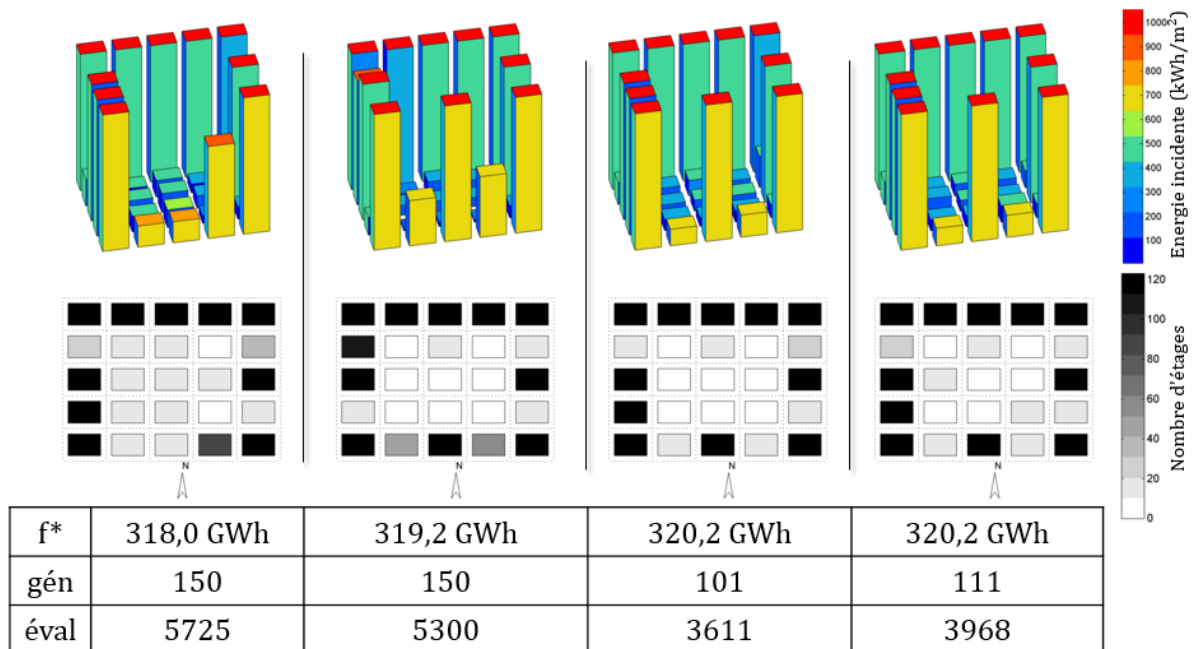 1000
900
800
700
600
500
400
300
200
100
Energie incidente (kWh/m²)
120
100
80
60
40
20
0
Nombre d'étages
N N N N
f* 318,0 GWh 319,2 GWh 320,2 GWh 320,2 GWh
gén 150 150 101 111
éval 5725 5300 3611 3968